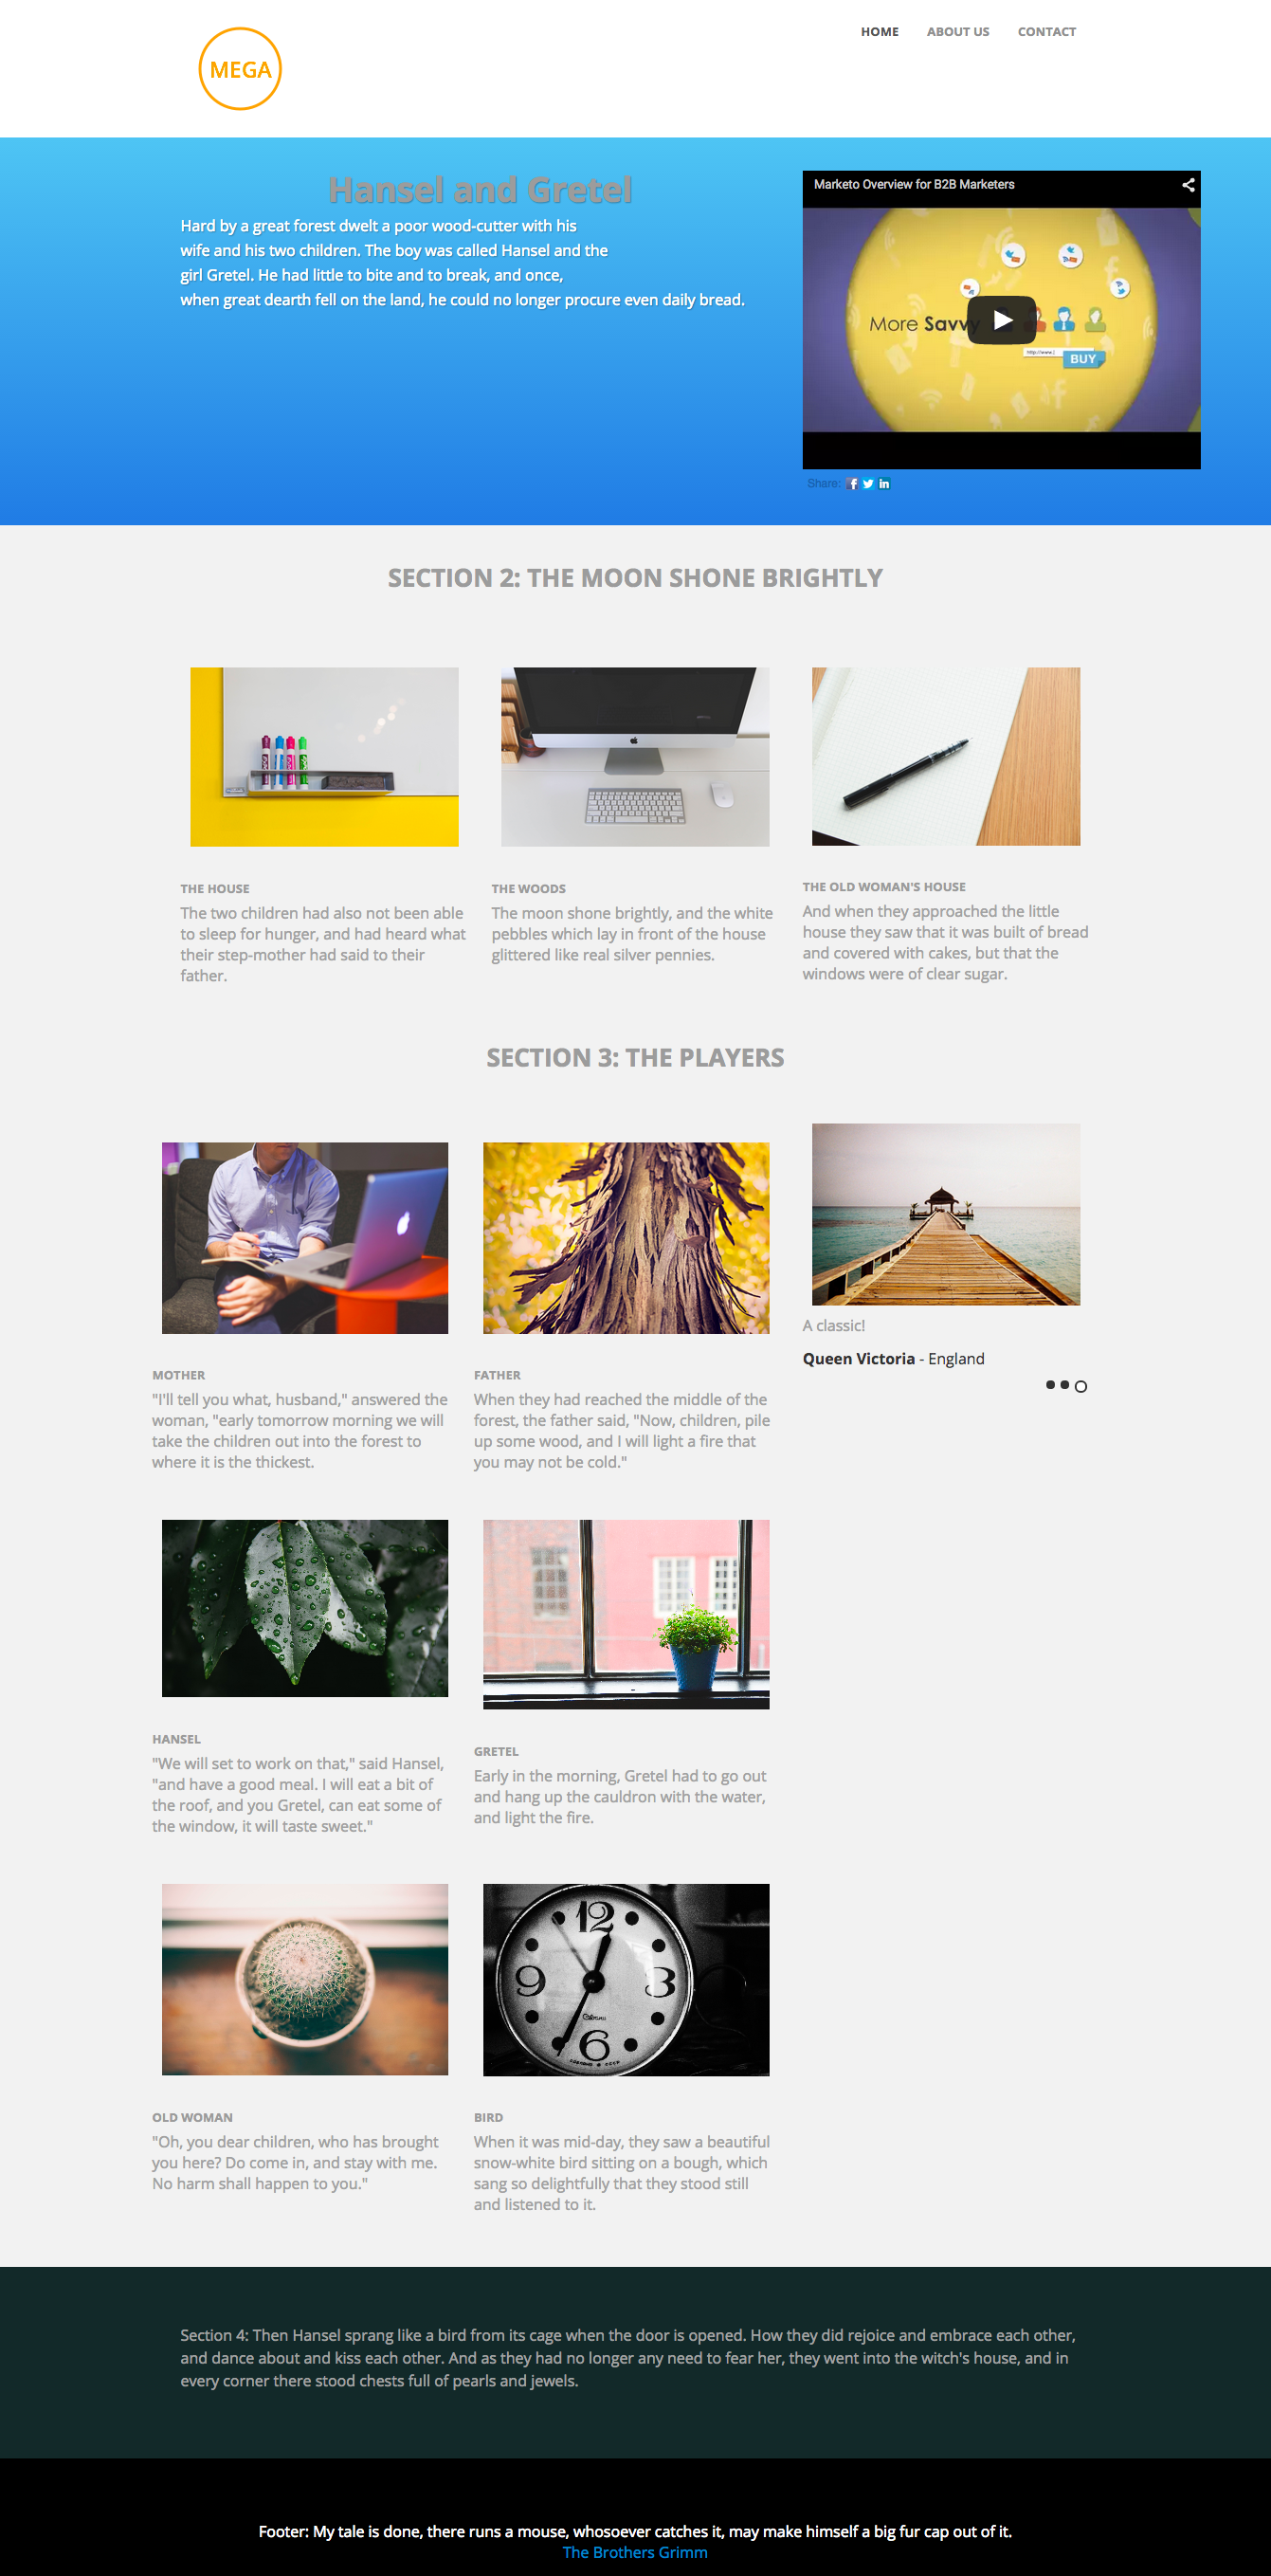 MEGA
HOME ABOUT US CONTACT
Hansel and Gretel
Hard by a great forest dwelt a poor wood-cutter with his
wife and his two children. The boy was called Hansel and the
girl Gretel. He had little to bite and to break, and once,
when great dearth fell on the land, he could no longer procure even daily bread.
Marketo Overview for B2B Marketers
More Savvy
http://www.|
BUY
Share:
SECTION 2: THE MOON SHONE BRIGHTLY
THE HOUSE
The two children had also not been able
to sleep for hunger, and had heard what
their step-mother had said to their
father.
THE WOODS
The moon shone brightly, and the white
pebbles which lay in front of the house
glittered like real silver pennies.
THE OLD WOMAN'S HOUSE
And when they approached the little
house they saw that it was built of bread
and covered with cakes, but that the
windows were of clear sugar.
SECTION 3: THE PLAYERS
MOTHER
"I'll tell you what, husband," answered the
woman, "early tomorrow morning we will
take the children out into the forest to
where it is the thickest.
FATHER
When they had reached the middle of the
forest, the father said, "Now, children, pile
up some wood, and I will light a fire that
you may not be cold."
A classic!
Queen Victoria - England
HANSEL
"We will set to work on that," said Hansel,
"and have a good meal. I will eat a bit of
the roof, and you Gretel, can eat some of
the window, it will taste sweet."
GRETEL
Early in the morning, Gretel had to go out
and hang up the cauldron with the water,
and light the fire.
12
9 3
6
OLD WOMAN
"Oh, you dear children, who has brought
you here? Do come in, and stay with me.
No harm shall happen to you."
BIRD
When it was mid-day, they saw a beautiful
snow-white bird sitting on a bough, which
sang so delightfully that they stood still
and listened to it.
Section 4: Then Hansel sprang like a bird from its cage when the door is opened. How they did rejoice and embrace each other,
and dance about and kiss each other. And as they had no longer any need to fear her, they went into the witch's house, and in
every corner there stood chests full of pearls and jewels.
Footer: My tale is done, there runs a mouse, whosoever catches it, may make himself a big fur cap out of it.
The Brothers Grimm